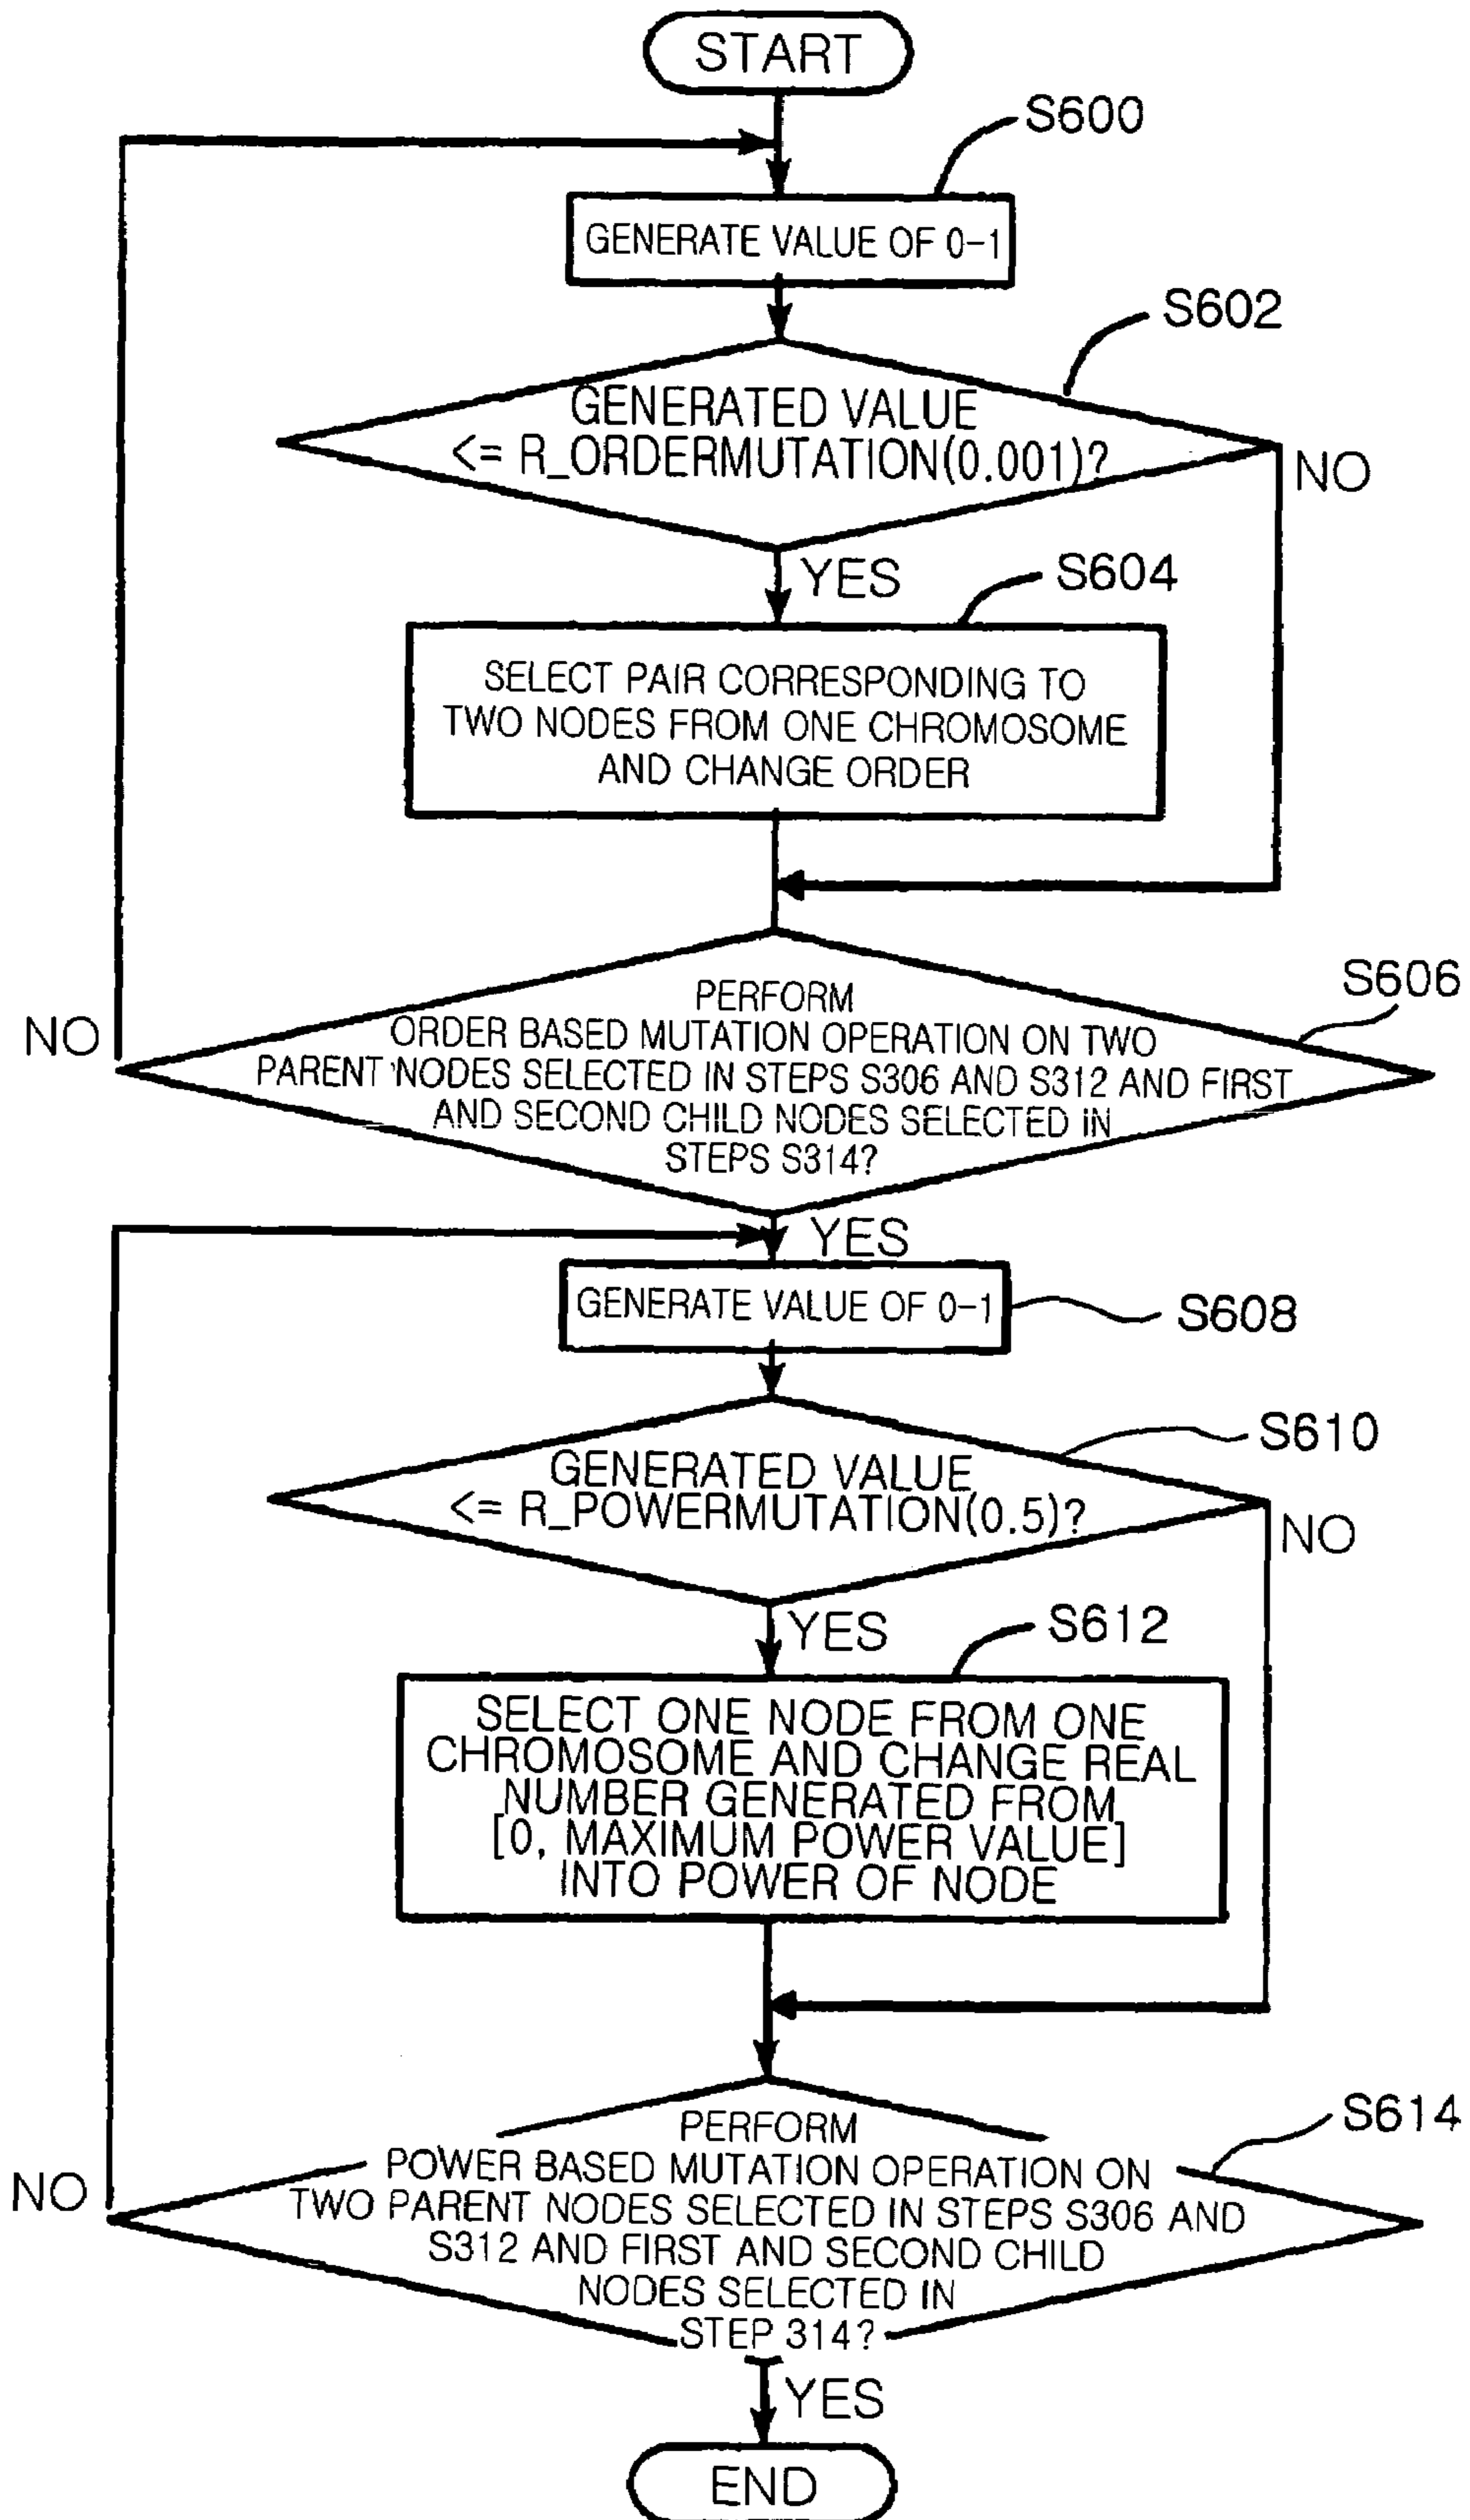 START
S600
GENERATE VALUE OF 0-1
S602
GENERATED VALUE
<= R_ORDERMUTATION(0.001)?
NO
YES
S604
SELECT PAIR CORRESPONDING TO
TWO NODES FROM ONE CHROMOSOME
AND CHANGE ORDER
S606
NO
PERFORM
ORDER BASED MUTATION OPERATION ON TWO
PARENT NODES SELECTED IN STEPS S306 AND S312 AND FIRST
AND SECOND CHILD NODES SELECTED IN
STEPS S314?
YES
GENERATE VALUE OF 0-1
S608
S610
GENERATED VALUE
<= R_POWERMUTATION(0.5)?
NO
YES
S612
SELECT ONE NODE FROM ONE
CHROMOSOME AND CHANGE REAL
NUMBER GENERATED FROM
[0, MAXIMUM POWER VALUE]
INTO POWER OF NODE
S614
NO
PERFORM
POWER BASED MUTATION OPERATION ON
TWO PARENT NODES SELECTED IN STEPS S306 AND
S312 AND FIRST AND SECOND CHILD
NODES SELECTED IN
STEP 314?
YES
END